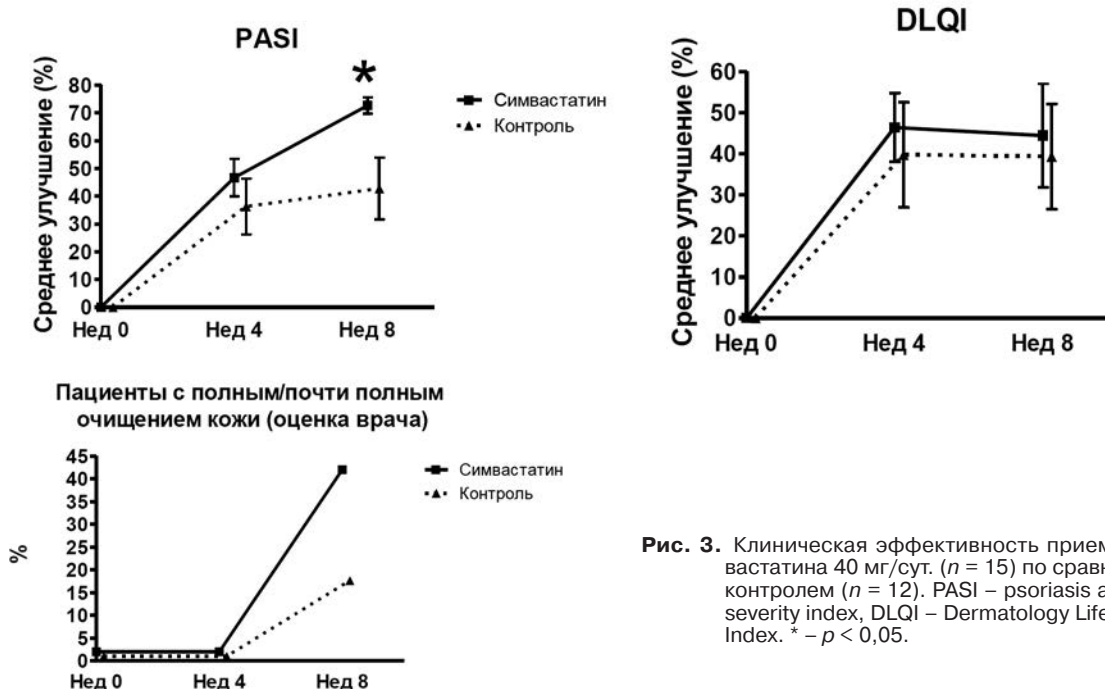 PASI
Среднее улучшение (%)
80
70
60
50
40
30
20
10
0
*
Нед 0 Нед 4 Нед 8
Симвастатин
Контроль
DLQI
Среднее улучшение (%)
60
50
40
30
20
10
0
Нед 0 Нед 4 Нед 8
Пациенты с полным/почти полным
очищением кожи (оценка врача)
%
45
40
35
30
25
20
15
10
5
0
Нед 0 Нед 4 Нед 8
Симвастатин
Контроль
Рис. 3. Клиническая эффективность прием
вастатина 40 мг/сут. (n = 15) по сравн
контролем (n = 12). PASI – psoriasis a
severity index, DLQI – Dermatology Life
Index. * – p < 0,05.